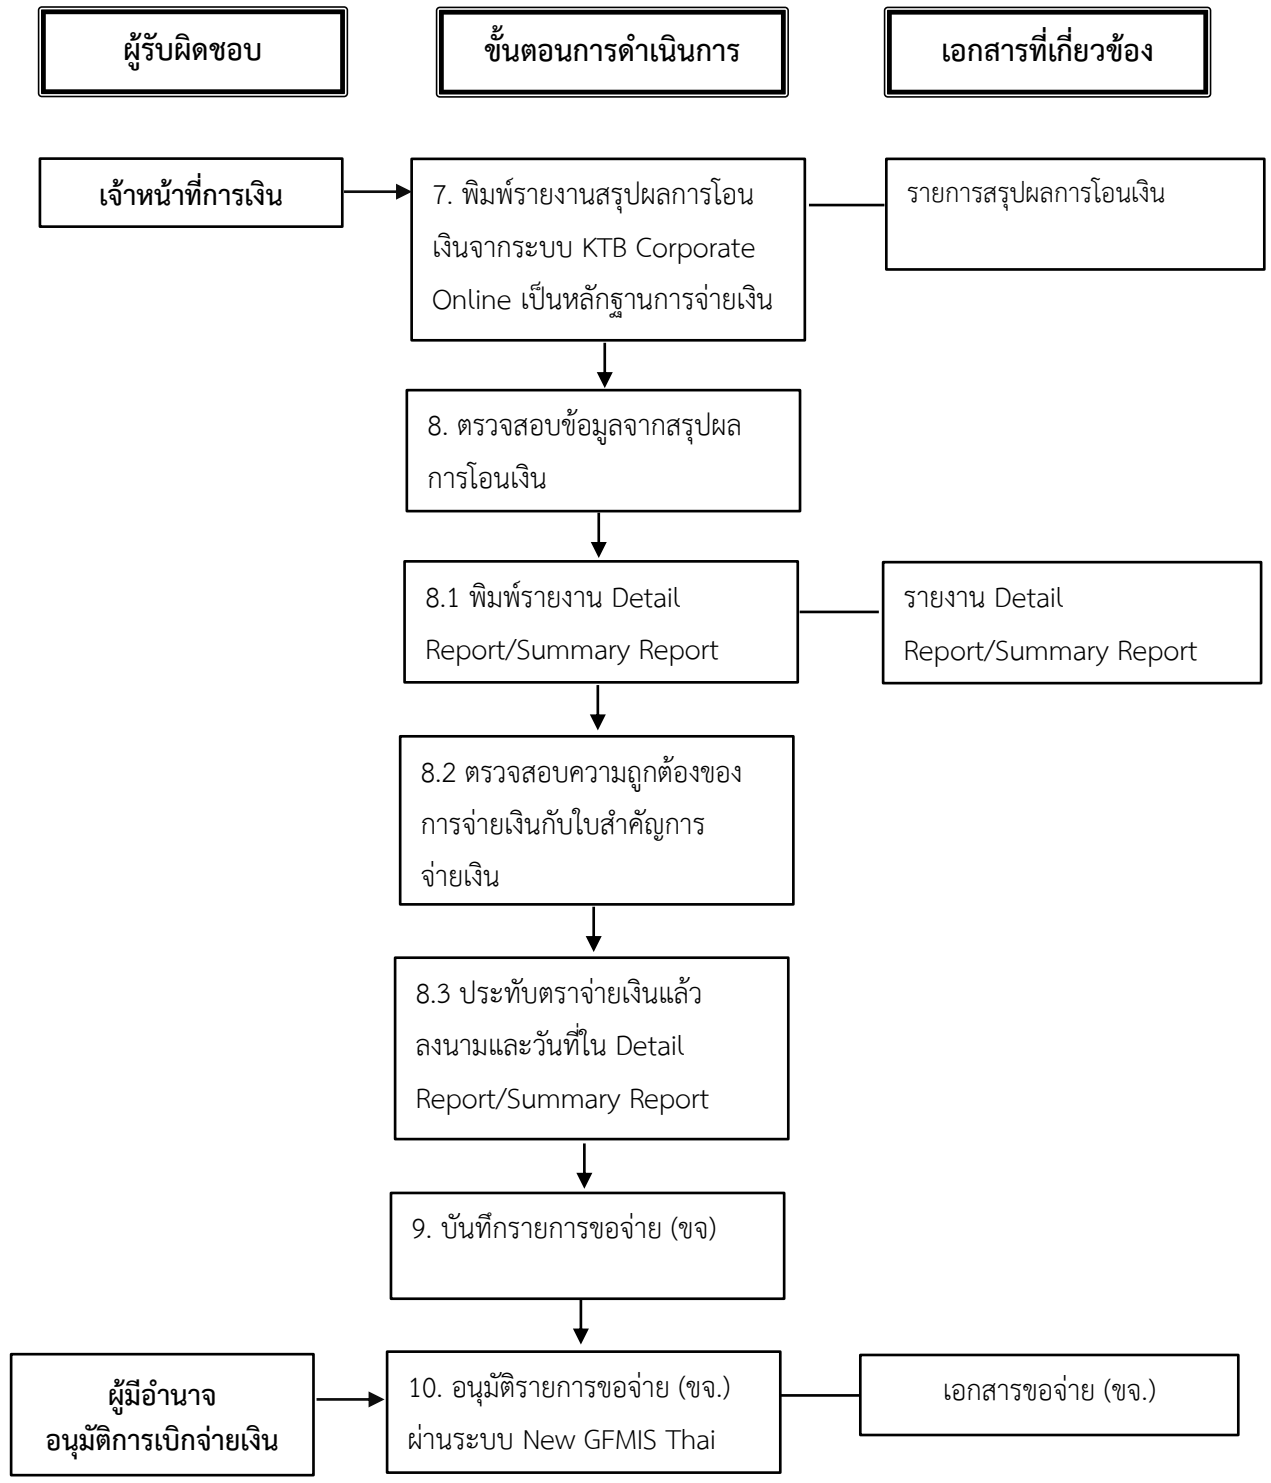 ผู้รับผิดชอบ
ขั้นตอนการดำเนินการ
เอกสารที่เกี่ยวข้อง
เจ้าหน้าที่การเงิน
7. พิมพ์รายงานสรุปผลการโอน
เงินจากระบบ KTB Corporate
Online เป็นหลักฐานการจ่ายเงิน
รายการสรุปผลการโอนเงิน
8. ตรวจสอบข้อมูลจากสรุปผล
การโอนเงิน
8.1 พิมพ์รายงาน Detail
Report/Summary Report
รายงาน Detail
Report/Summary Report
8.2 ตรวจสอบความถูกต้องของ
การจ่ายเงินกับใบสำคัญการ
จ่ายเงิน
8.3 ประทับตราจ่ายเงินแล้ว
ลงนามและวันที่ใน Detail
Report/Summary Report
9. บันทึกรายการขอจ่าย (ขจ)
ผู้มีอำนาจ
อนุมัติการเบิกจ่ายเงิน
10. อนุมัติรายการขอจ่าย (ขจ.)
ผ่านระบบ New GFMIS Thai
เอกสารขอจ่าย (ขจ.)